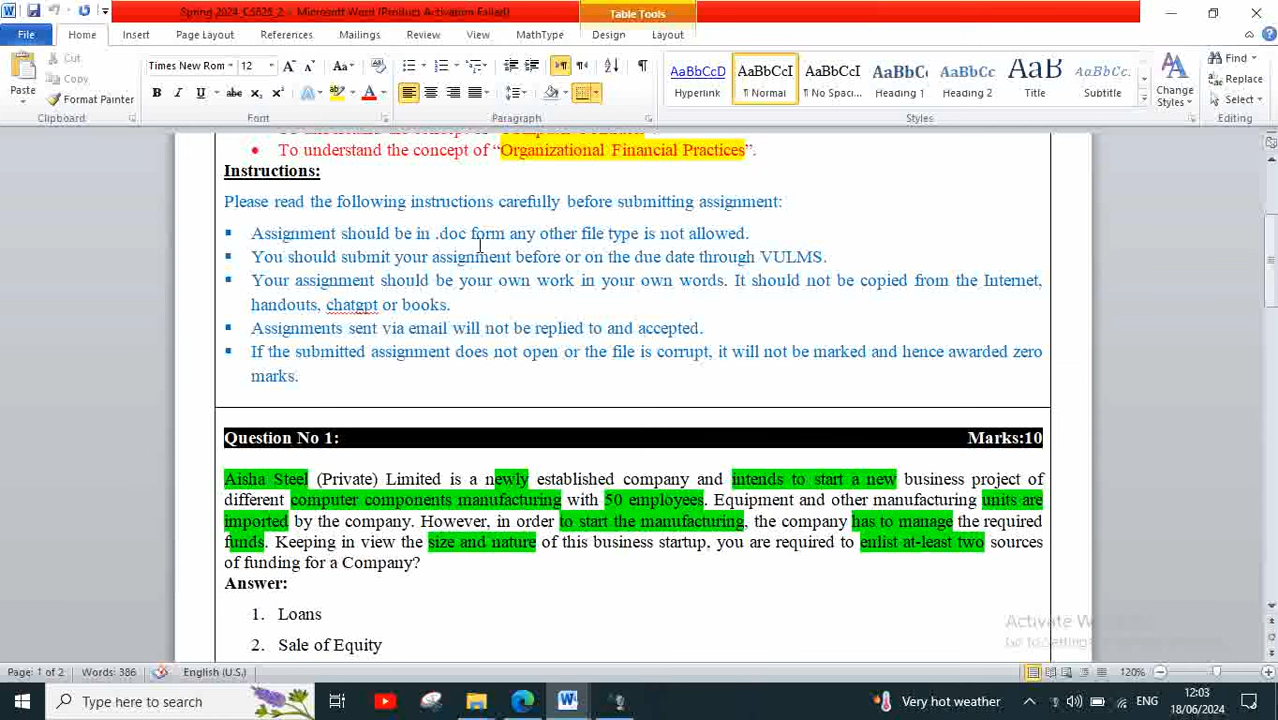 Spring 2024_CS625_2 - Microsoft Word (Product Activation Failed)
Table Tools
File Home Insert Page Layout References Mailings Review View MathType Design Layout
Paste
Cut
Copy
Format Painter
Clipboard
Times New Rom 12
Font
Paragraph
AaBbCcD AaBbCcI AaBbCcI AaBbC( AaBbCc AaB AaBbCc.
Hyperlink ¶ Normal ¶ No Spaci... Heading 1 Heading 2 Title Subtitle
Change
Styles
Styles
Find
Replace
Select
Editing
To understand the concept of “Organizational Financial Practices”.
Instructions:
Please read the following instructions carefully before submitting assignment:
Assignment should be in .doc form any other file type is not allowed.
You should submit your assignment before or on the due date through VULMS.
Your assignment should be your own work in your own words. It should not be copied from the Internet,
handouts, chatgpt or books.
Assignments sent via email will not be replied to and accepted.
If the submitted assignment does not open or the file is corrupt, it will not be marked and hence awarded zero
marks.
Question No 1: Marks:10
Aisha Steel (Private) Limited is a newly established company and intends to start a new business project of
different computer components manufacturing with 50 employees. Equipment and other manufacturing units are
imported by the company. However, in order to start the manufacturing, the company has to manage the required
funds. Keeping in view the size and nature of this business startup, you are required to enlist at-least two sources
of funding for a Company?
Answer:
1. Loans
2. Sale of Equity
Page: 1 of 2 Words: 386 English (U.S.) 120%
Type here to search
Very hot weather
ENG
12:03
18/06/2024